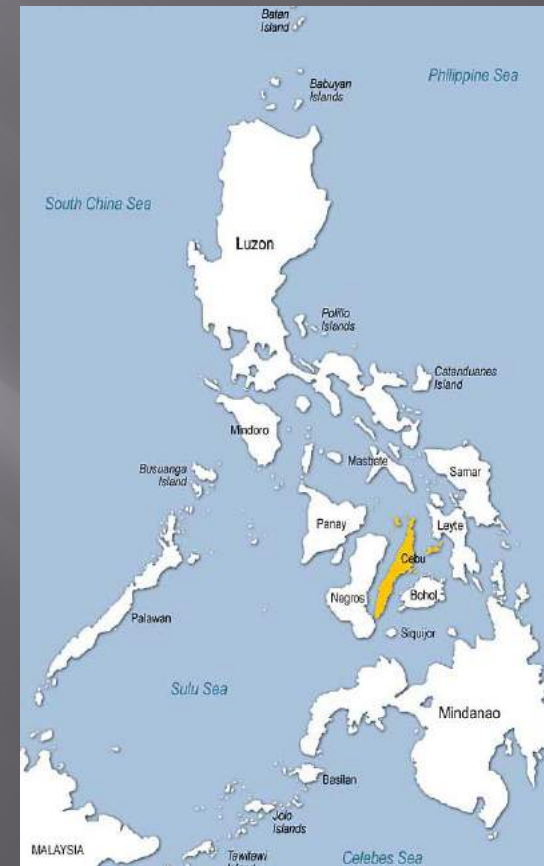 Batan
Island
Babuyan
Islands
Philippine Sea
South China Sea
Luzon
Polillo
Islands
Catanduanes
Island
Mindoro
Masbate
Samar
Busuanga
Island
Panay
Leyte
Cebu
Negros
Bohol
Palawan
Siquijor
Sulu Sea
Mindanao
Basilan
Jolo
Islands
MALAYSIA
Tawitawi
Islands
Celebes Sea